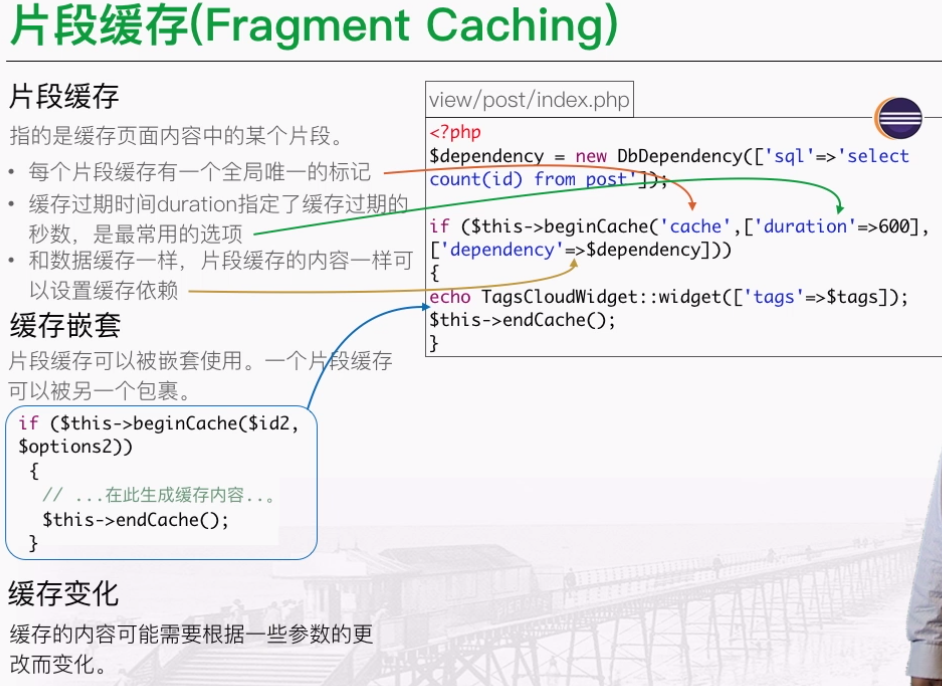 片段缓存(Fragment Caching)
片段缓存
指的是缓存页面内容中的某个片段。
• 每个片段缓存有一个全局唯一的标记
• 缓存过期时间duration指定了缓存过期的
秒数，是最常用的选项
• 和数据缓存一样，片段缓存的内容一样可
以设置缓存依赖
缓存嵌套
片段缓存可以被嵌套使用。一个片段缓存
可以被另一个包裹。
if ($this->beginCache($id2,
$options2))
{
// ...在此生成缓存内容...
$this->endCache();
}
缓存变化
缓存的内容可能需要根据一些参数的更
改而变化。
view/post/index.php
<?php
$dependency = new DbDependency(['sql'=>'select
count(id) from post']);
if ($this->beginCache('cache',['duration'=>600],
['dependency'=>$dependency]))
{
echo TagsCloudWidget::widget(['tags'=>$tags]);
$this->endCache();
}